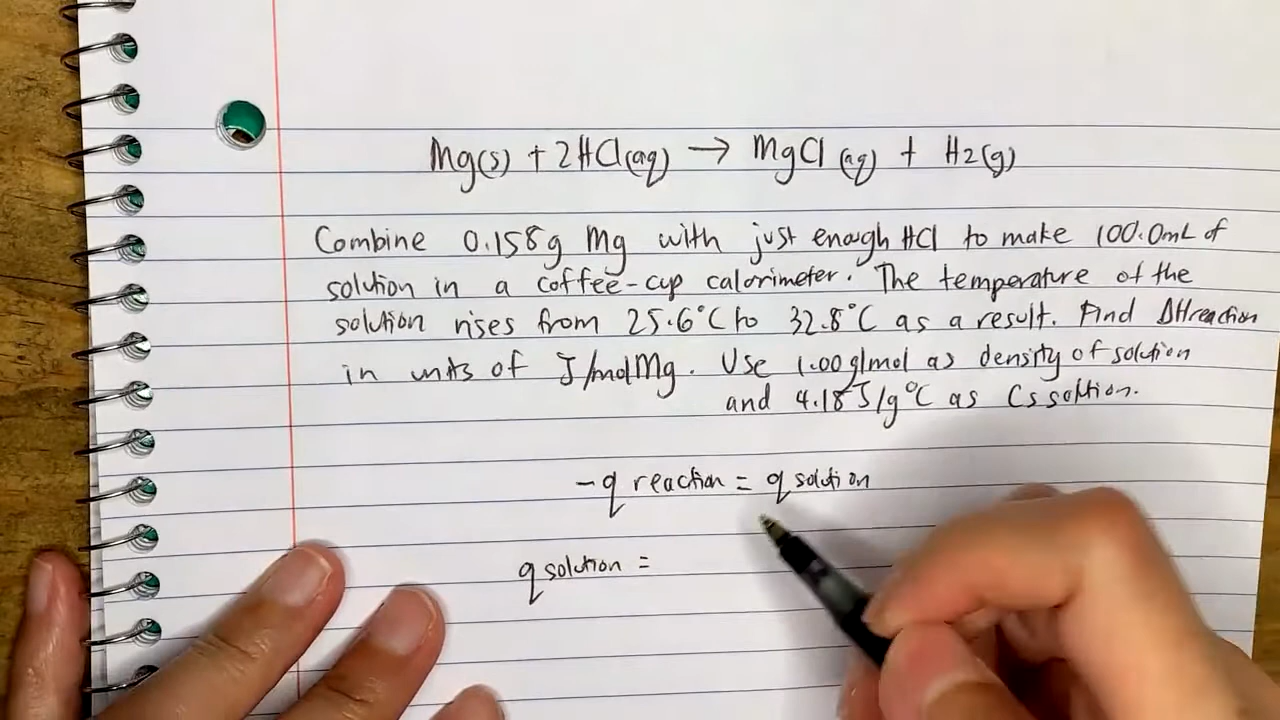 Mg(s) + 2HCl(aq) → MgCl (aq) + H2(g)
Combine 0.158g Mg with just enough HCl to make 100.0mL of
solution in a coffee-cup calorimeter. The temperature of the
solution rises from 25.6°C to 32.8°C as a result. Find ΔHreaction
in units of J/molMg. Use 1.00g/mol as density of solution
and 4.18J/g°C as Cs solution.
-q reaction = q solution
q solution =